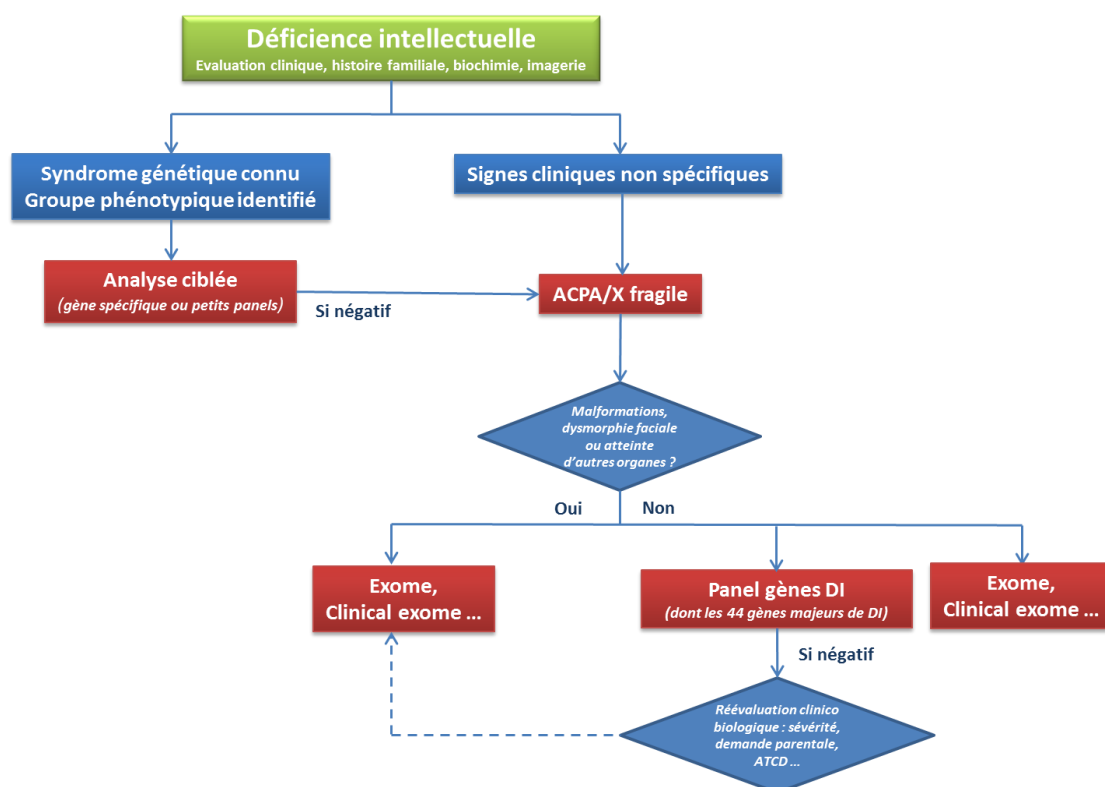 Déficience intellectuelle
Evaluation clinique, histoire familiale, biochimie, imagerie
Syndrome génétique connu
Groupe phénotypique identifié
Signes cliniques non spécifiques
Analyse ciblée
(gène spécifique ou petits panels)
Si négatif
ACPA/X fragile
Malformations,
dysmorphie faciale
ou atteinte
d'autres organes ?
Oui
Non
Exome,
Clinical exome ...
Panel gènes DI
(dont les 44 gènes majeurs de DI)
Exome,
Clinical exome ...
Si négatif
Réévaluation clinico
biologique : sévérité,
demande parentale,
ATCD ...